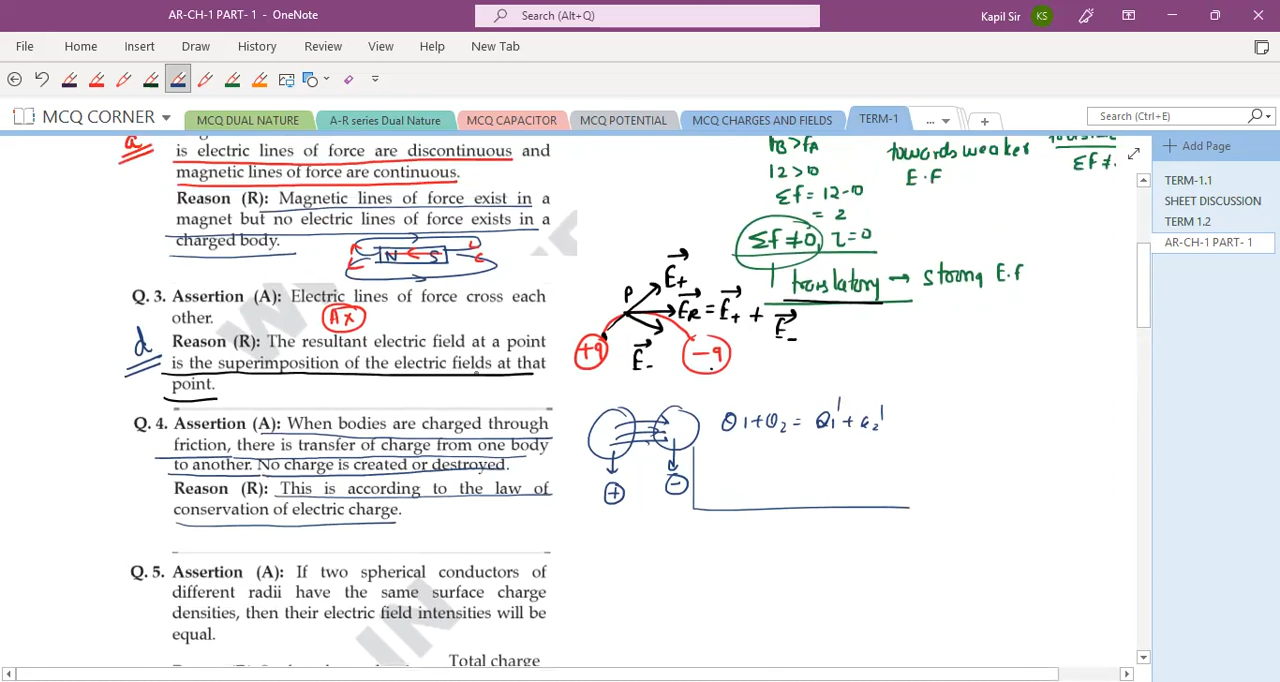 AR-CH-1 PART- 1 - OneNote
Search (Alt+Q)
Kapil Sir
KS
File Home Insert Draw History Review View Help New Tab
MCQ CORNER
MCQ DUAL NATURE
A-R series Dual Nature
MCQ CAPACITOR
MCQ POTENTIAL
MCQ CHARGES AND FIELDS
TERM-1
...
Search (Ctrl+E)
Add Page
TERM-1.1
SHEET DISCUSSION
TERM 1.2
AR-CH-1 PART- 1
a
is electric lines of force are discontinuous and
magnetic lines of force are continuous.
Reason (R): Magnetic lines of force exist in a
magnet but no electric lines of force exists in a
charged body.
N S
Q. 3. Assertion (A): Electric lines of force cross each
other.
A×
d
Reason (R): The resultant electric field at a point
is the superimposition of the electric fields at that
point.
Q. 4. Assertion (A): When bodies are charged through
friction, there is transfer of charge from one body
to another. No charge is created or destroyed.
Reason (R): This is according to the law of
conservation of electric charge.
Q. 5. Assertion (A): If two spherical conductors of
different radii have the same surface charge
densities, then their electric field intensities will be
equal.
Total charge
fB > fA
12 > 10
Σf = 12-10
= 2
Σf ≠ 0, τ = 0
translatory → strong E.f
towards weaker
E.F
Σf ≠
P
E₊
E_R = E₊ + E₋
E₋
+q
-q
Q1 + Q2 = Q1' + Q2'
+
-